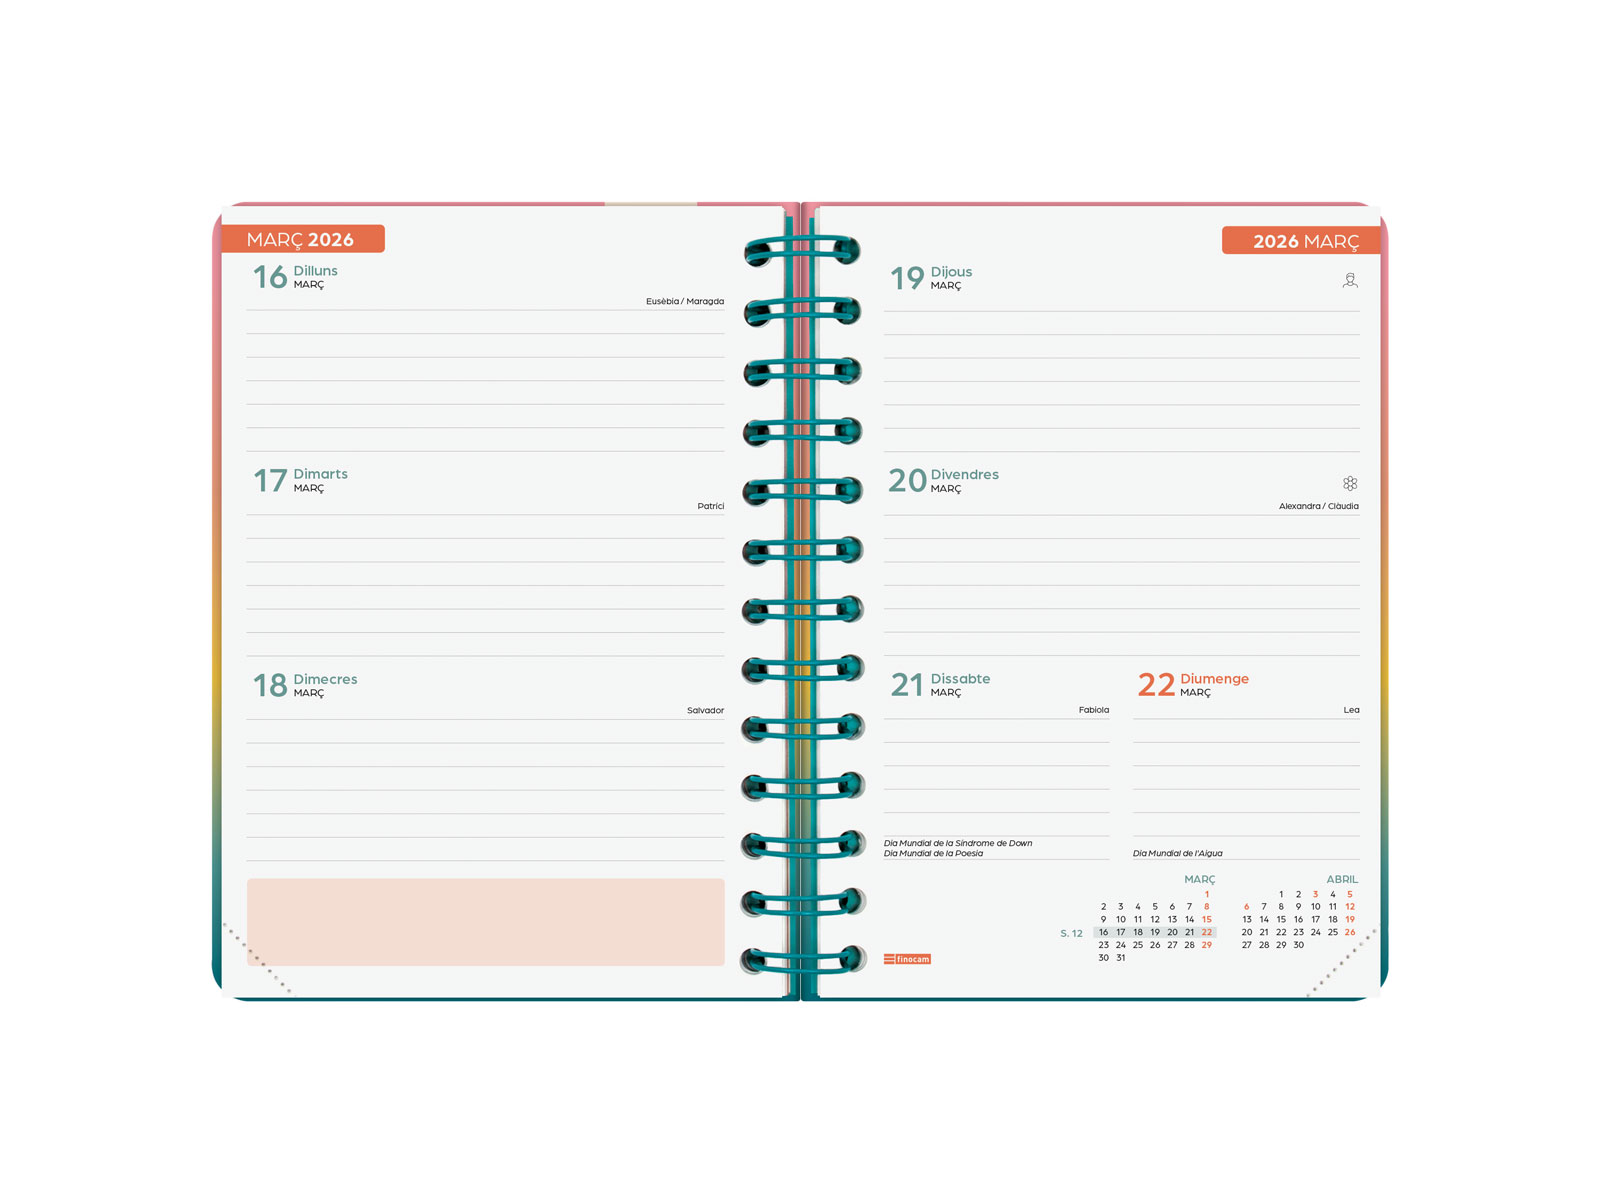 MARÇ 2026
16 Dilluns
MARÇ
Eusèbia / Maragda
17 Dimarts
MARÇ
Patrici
18 Dimecres
MARÇ
Salvador
2026 MARÇ
19 Dijous
MARÇ
20 Divendres
MARÇ
Alexandra / Clàudia
21 Dissabte
MARÇ
Fabiola
Dia Mundial de la Síndrome de Down
Dia Mundial de la Poesia
22 Diumenge
MARÇ
Lea
Dia Mundial de l'Aigua
finocam
S. 12
MARÇ
1
2 3 4 5 6 7 8
9 10 11 12 13 14 15
16 17 18 19 20 21 22
23 24 25 26 27 28 29
30 31
ABRIL
1 2 3 4 5
6 7 8 9 10 11 12
13 14 15 16 17 18 19
20 21 22 23 24 25 26
27 28 29 30